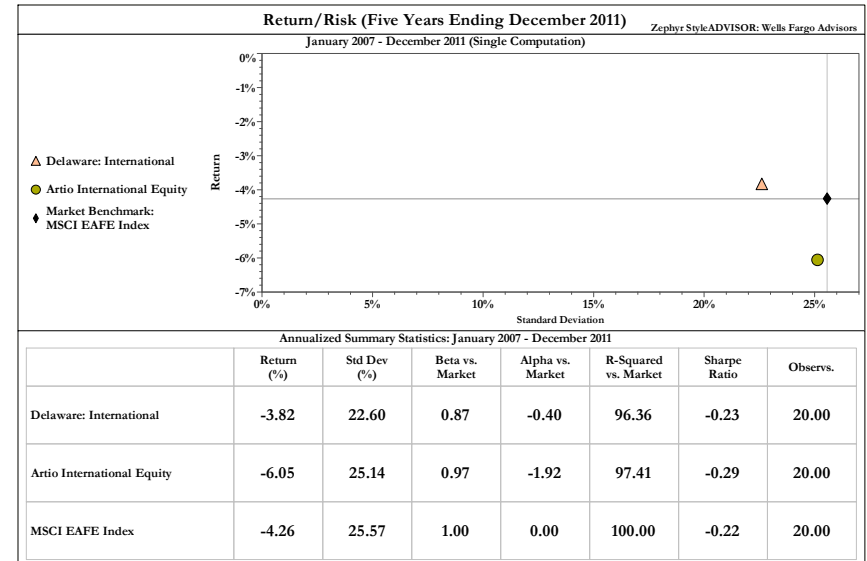 Return/Risk (Five Years Ending December 2011)
Zephyr StyleADVISOR: Wells Fargo Advisors
January 2007 - December 2011 (Single Computation)
Delaware: International
Artio International Equity
Market Benchmark:
MSCI EAFE Index
Return
0%
-1%
-2%
-3%
-4%
-5%
-6%
-7%
0% 5% 10% 15% 20% 25%
Standard Deviation
Annualized Summary Statistics: January 2007 - December 2011
Return (%) Std Dev (%) Beta vs. Market Alpha vs. Market R-Squared vs. Market Sharpe Ratio Observs.
Delaware: International -3.82 22.60 0.87 -0.40 96.36 -0.23 20.00
Artio International Equity -6.05 25.14 0.97 -1.92 97.41 -0.29 20.00
MSCI EAFE Index -4.26 25.57 1.00 0.00 100.00 -0.22 20.00